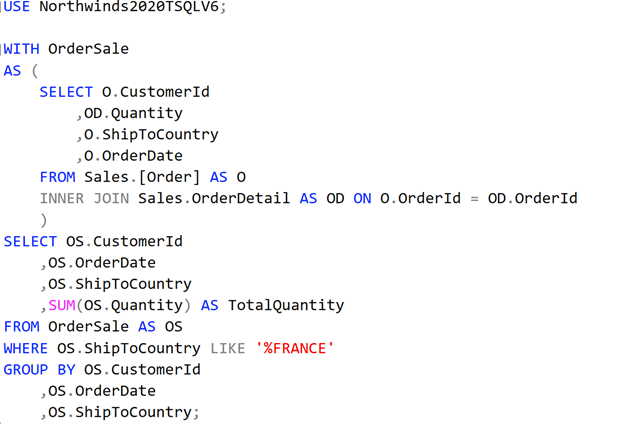 USE Northwinds2020TSQLV6;
WITH OrderSale
AS (
SELECT O.CustomerId
,OD.Quantity
,O.ShipToCountry
,O.OrderDate
FROM Sales.[Order] AS O
INNER JOIN Sales.OrderDetail AS OD ON O.OrderId = OD.OrderId
)
SELECT OS.CustomerId
,OS.OrderDate
,OS.ShipToCountry
,SUM(OS.Quantity) AS TotalQuantity
FROM OrderSale AS OS
WHERE OS.ShipToCountry LIKE '%FRANCE'
GROUP BY OS.CustomerId
,OS.OrderDate
,OS.ShipToCountry;